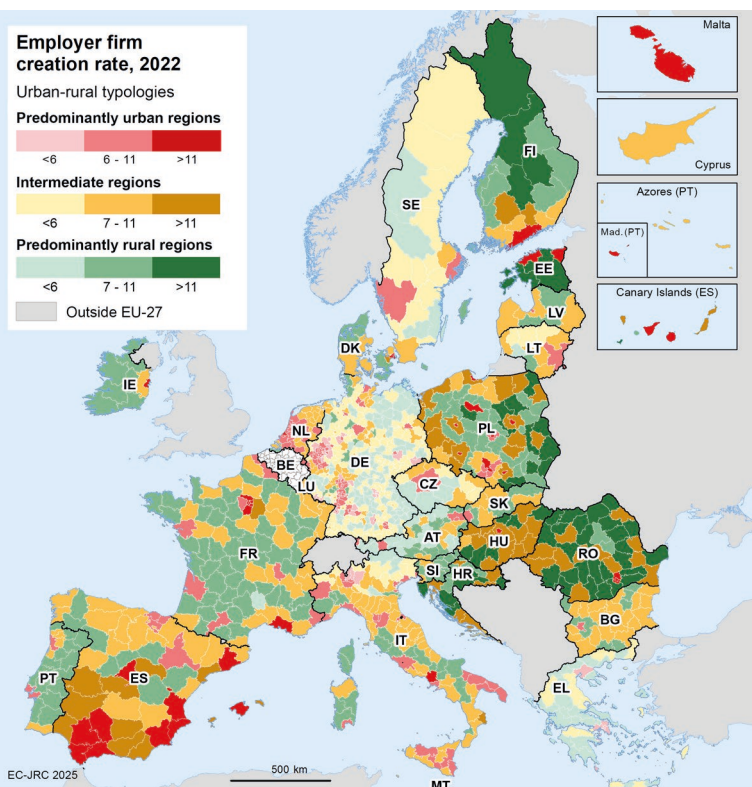 Employer firm
creation rate, 2022
Urban-rural typologies
Predominantly urban regions
<6 6 - 11 >11
Intermediate regions
<6 7 - 11 >11
Predominantly rural regions
<6 7 - 11 >11
Outside EU-27
Malta
Cyprus
Azores (PT)
Mad. (PT)
Canary Islands (ES)
FI
SE
EE
LV
DK
LT
IE
NL
PL
BE
DE
LU
CZ
SK
FR
AT
HU
SI
HR
RO
BG
IT
PT
ES
EL
EC-JRC 2025
500 km
MT